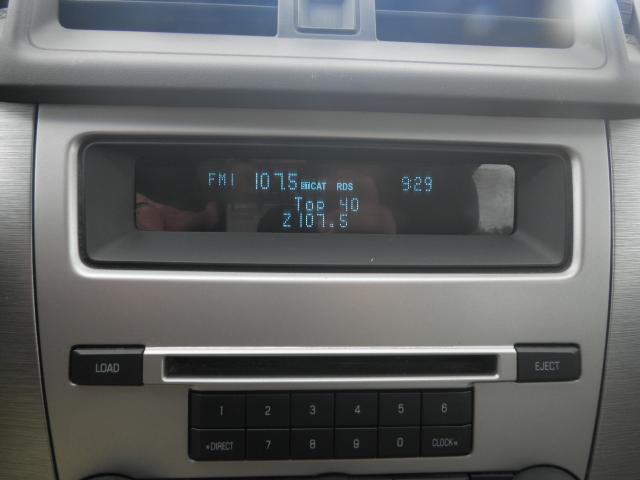 FM1 107.5 ST CAT RDS 9:29
Top 40
Z107.5
LOAD EJECT
1 2 3 4 5 6
*DIRECT 7 8 9 0 CLOCK*